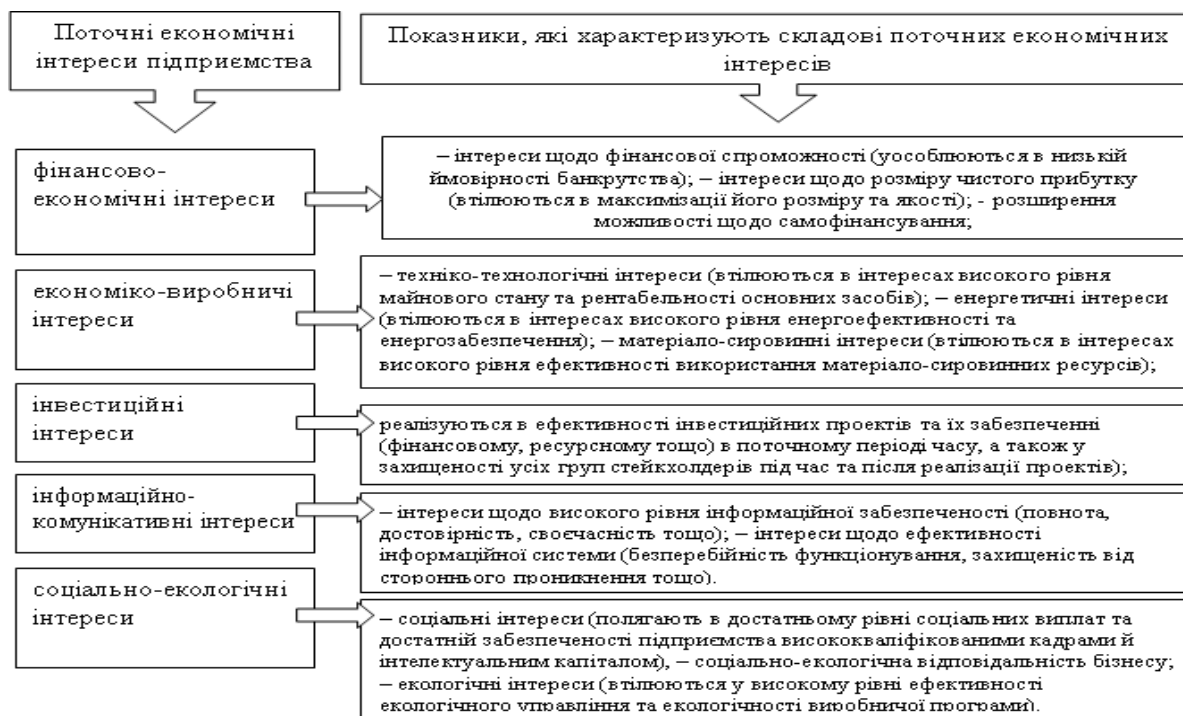 Поточні економічні
інтереси підприємства
Показники, які характеризують складові поточних економічних
інтересів
фінансово-
економічні інтереси
– інтереси щодо фінансової спроможності (уособлюються в низькій
ймовірності банкрутства); – інтереси щодо розміру чистого прибутку
(втілюються в максимізації його розміру та якості); - розширення
можливості щодо самофінансування;
економіко-виробничі
інтереси
– техніко-технологічні інтереси (втілюються в інтересах високого рівня
майнового стану та рентабельності основних засобів); – енергетичні інтереси
(втілюються в інтересах високого рівня енергоефективності та
енергозабезпечення); – матеріало-сировинні інтереси (втілюються в інтересах
високого рівня ефективності використання матеріало-сировинних ресурсів);
інвестиційні
інтереси
реалізуються в ефективності інвестиційних проектів та їх забезпеченні
(фінансовому, ресурсному тощо) в поточному періоді часу, а також у
захищеності усіх груп стейкхолдерів під час та після реалізації проектів);
інформаційно-
комунікативні інтереси
– інтереси щодо високого рівня інформаційної забезпеченості (повнота,
достовірність, своєчасність тощо); – інтереси щодо ефективності
інформаційної системи (безперебійність функціонування, захищеність від
стороннього проникнення тощо).
соціально-екологічні
інтереси
– соціальні інтереси (полягають в достатньому рівні соціальних виплат та
достатній забезпеченості підприємства висококваліфікованими кадрами й
інтелектуальним капіталом), – соціально-екологічна відповідальність бізнесу;
– екологічні інтереси (втілюються у високому рівні ефективності
екологічного управління та екологічності виробничої програми).